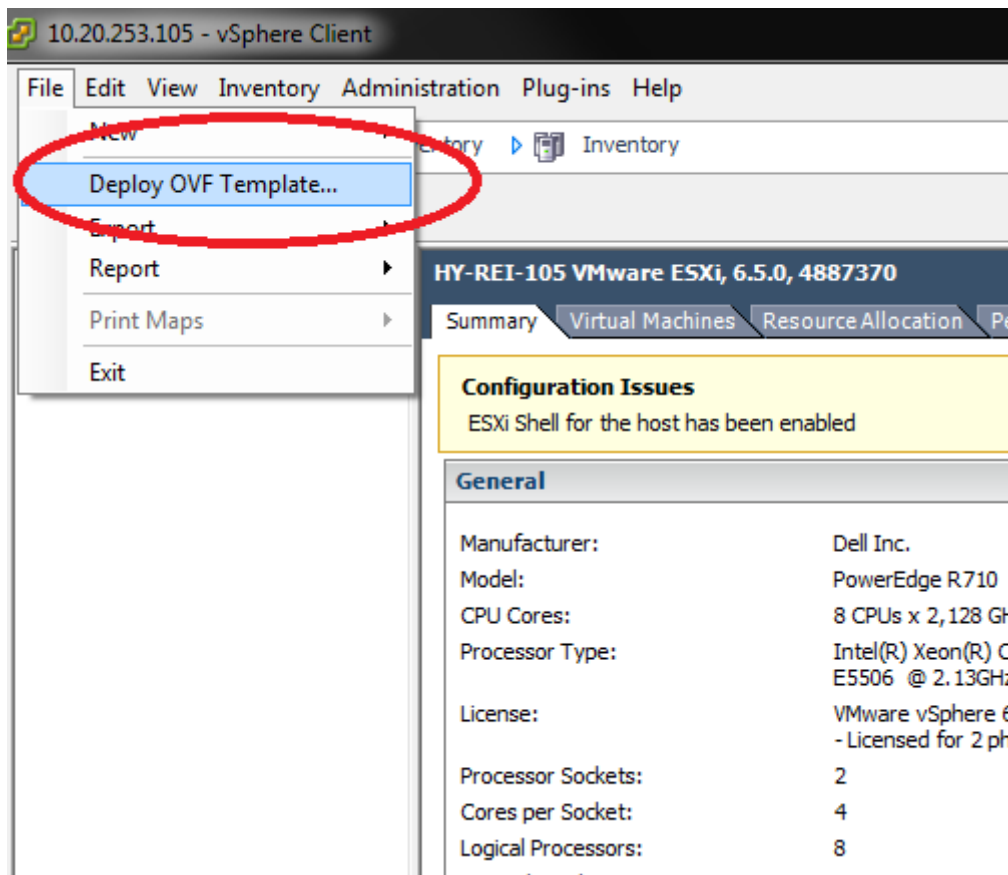 10.20.253.105 - vSphere Client
File Edit View Inventory Administration Plug-ins Help
New
Inventory
Deploy OVF Template...
Export
Report
Print Maps
Exit
HY-REI-105 VMware ESXi, 6.5.0, 4887370
Summary Virtual Machines Resource Allocation
Configuration Issues
ESXi Shell for the host has been enabled
General
Manufacturer: Dell Inc.
Model: PowerEdge R710
CPU Cores: 8 CPUs x 2,128
Processor Type: Intel(R) Xeon(R)
E5506 @ 2.13GHz
License: VMware vSphere
- Licensed for 2
Processor Sockets: 2
Cores per Socket: 4
Logical Processors: 8